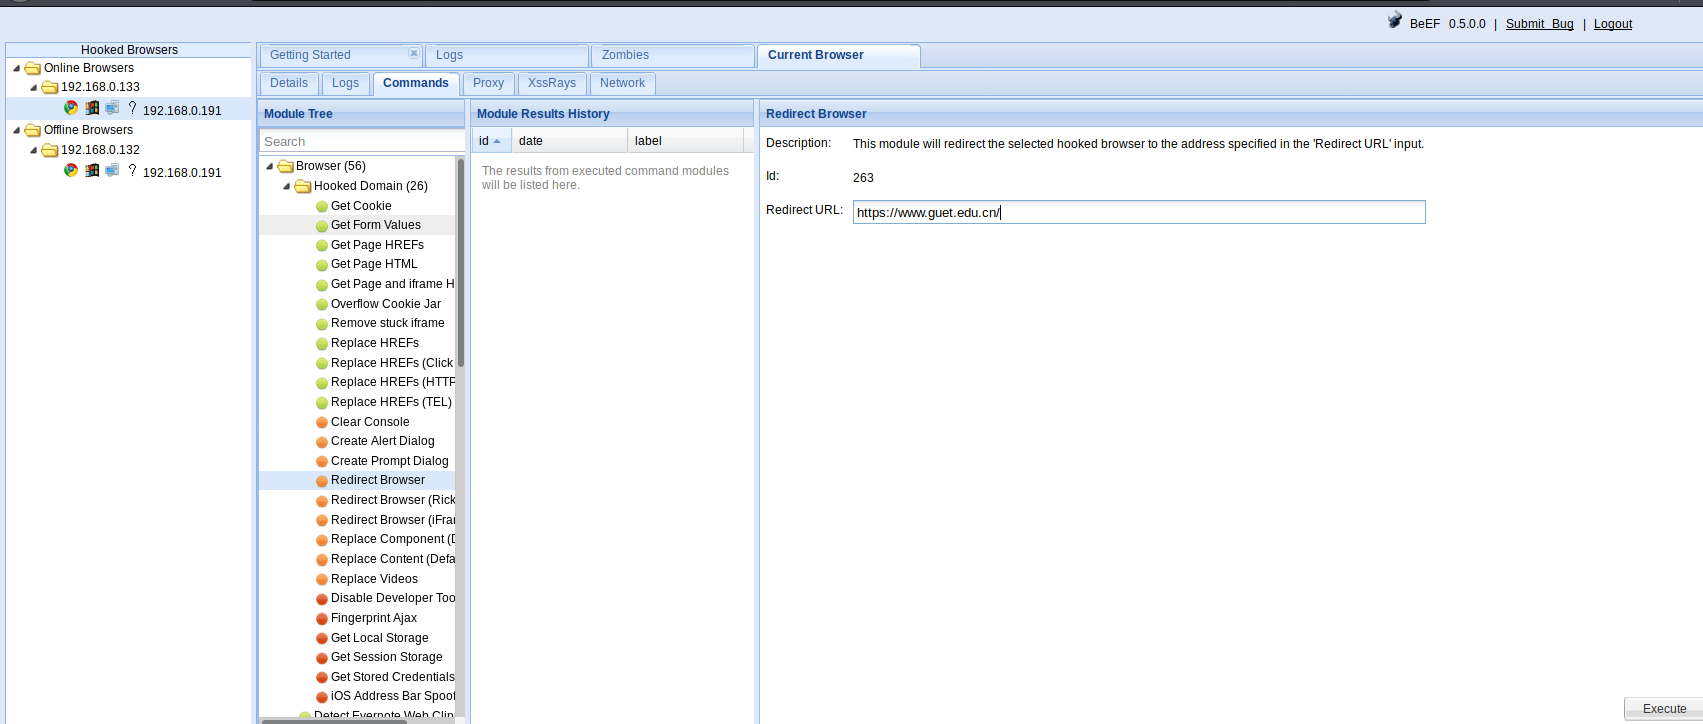 BeEF 0.5.0.0 | Submit Bug | Logout
Hooked Browsers
Online Browsers
192.168.0.133
? 192.168.0.191
Offline Browsers
192.168.0.132
? 192.168.0.191
Getting Started
Logs
Zombies
Current Browser
Details
Logs
Commands
Proxy
XssRays
Network
Module Tree
Search
Browser (56)
Hooked Domain (26)
Get Cookie
Get Form Values
Get Page HREFs
Get Page HTML
Get Page and iframe H
Overflow Cookie Jar
Remove stuck iframe
Replace HREFs
Replace HREFs (Click
Replace HREFs (HTTP
Replace HREFs (TEL)
Clear Console
Create Alert Dialog
Create Prompt Dialog
Redirect Browser
Redirect Browser (Rick
Redirect Browser (iFrar
Replace Component (D
Replace Content (Defa
Replace Videos
Disable Developer Too
Fingerprint Ajax
Get Local Storage
Get Session Storage
Get Stored Credentials
iOS Address Bar Spoof
Detect Evernote Web Clip
Module Results History
id date label
The results from executed command modules
will be listed here.
Redirect Browser
Description: This module will redirect the selected hooked browser to the address specified in the 'Redirect URL' input.
Id: 263
Redirect URL: https://www.guet.edu.cn/
Execute